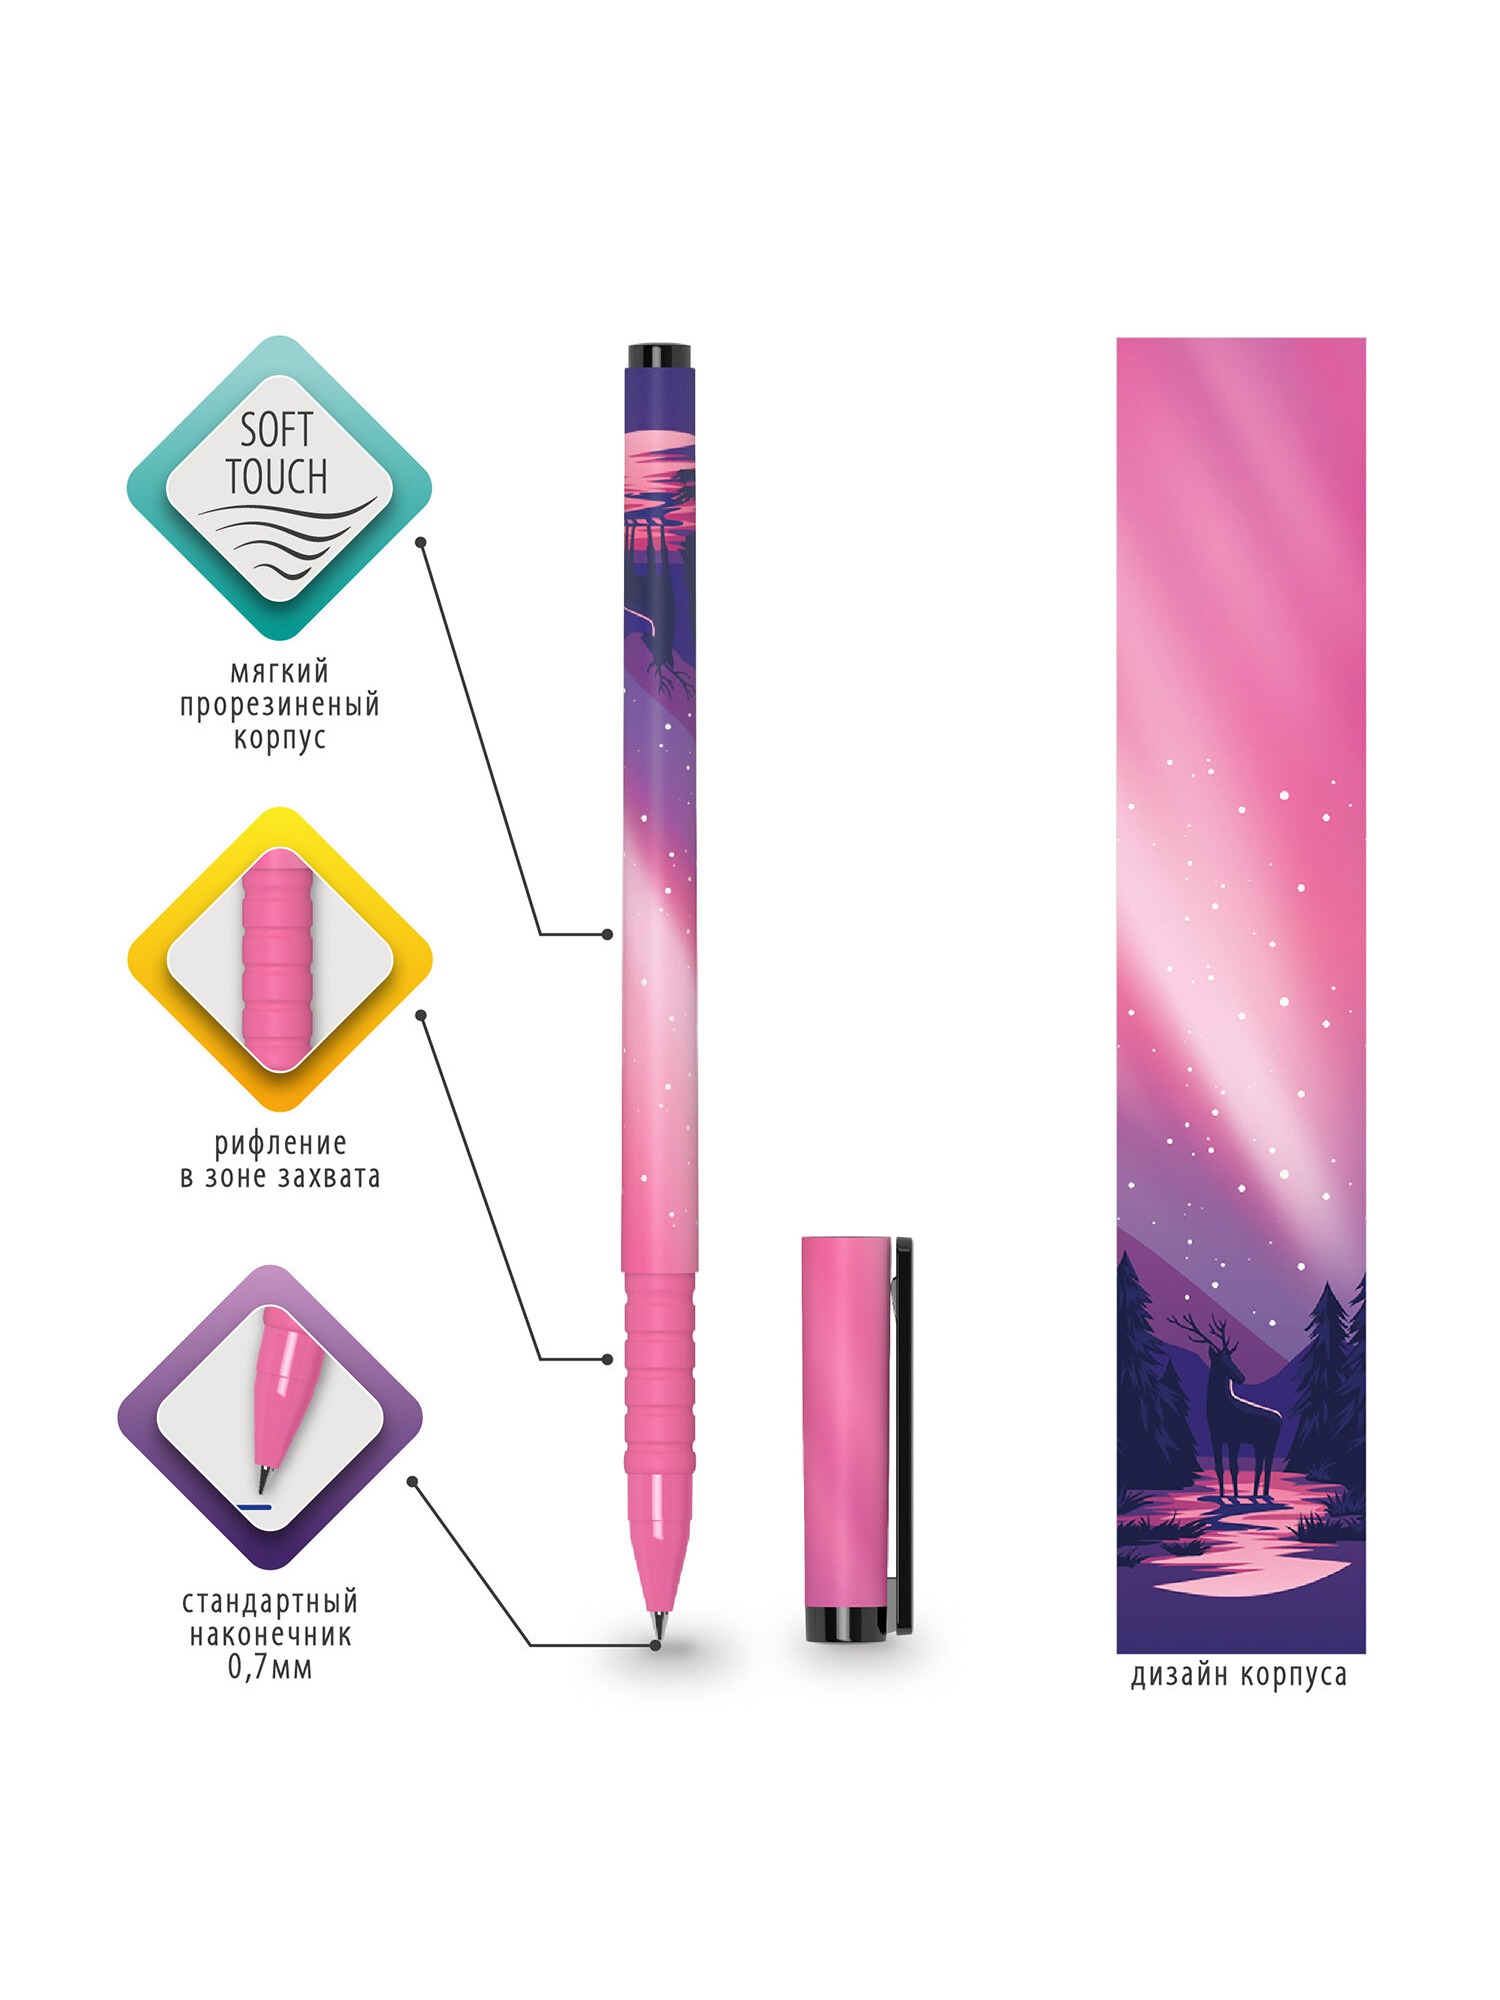 SOFT
TOUCH
мягкий
прорезиненый
корпус
рифление
в зоне захвата
стандартный
наконечник
0,7мм
дизайн корпуса